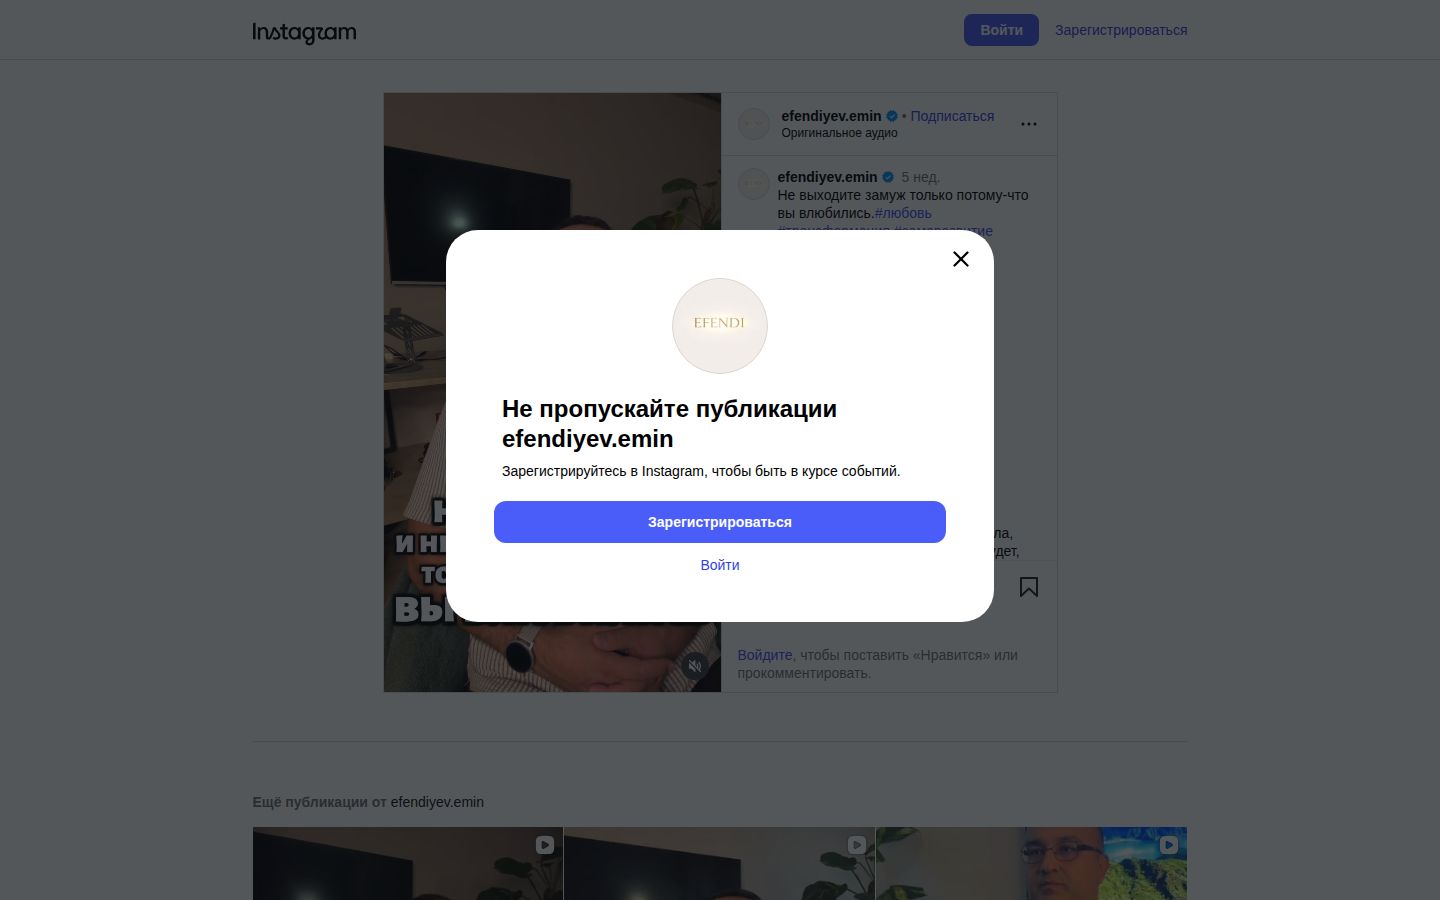 Instagram
Войти
Зарегистрироваться
efendiyev.emin • Подписаться
Оригинальное аудио
efendiyev.emin 5 нед.
Не выходите замуж только потому-что
вы влюбились.#любовь
EFENDI
Не пропускайте публикации
efendiyev.emin
Зарегистрируйтесь в Instagram, чтобы быть в курсе событий.
Зарегистрироваться
Войти
Войдите, чтобы поставить «Нравится» или
прокомментировать.
Ещё публикации от efendiyev.emin